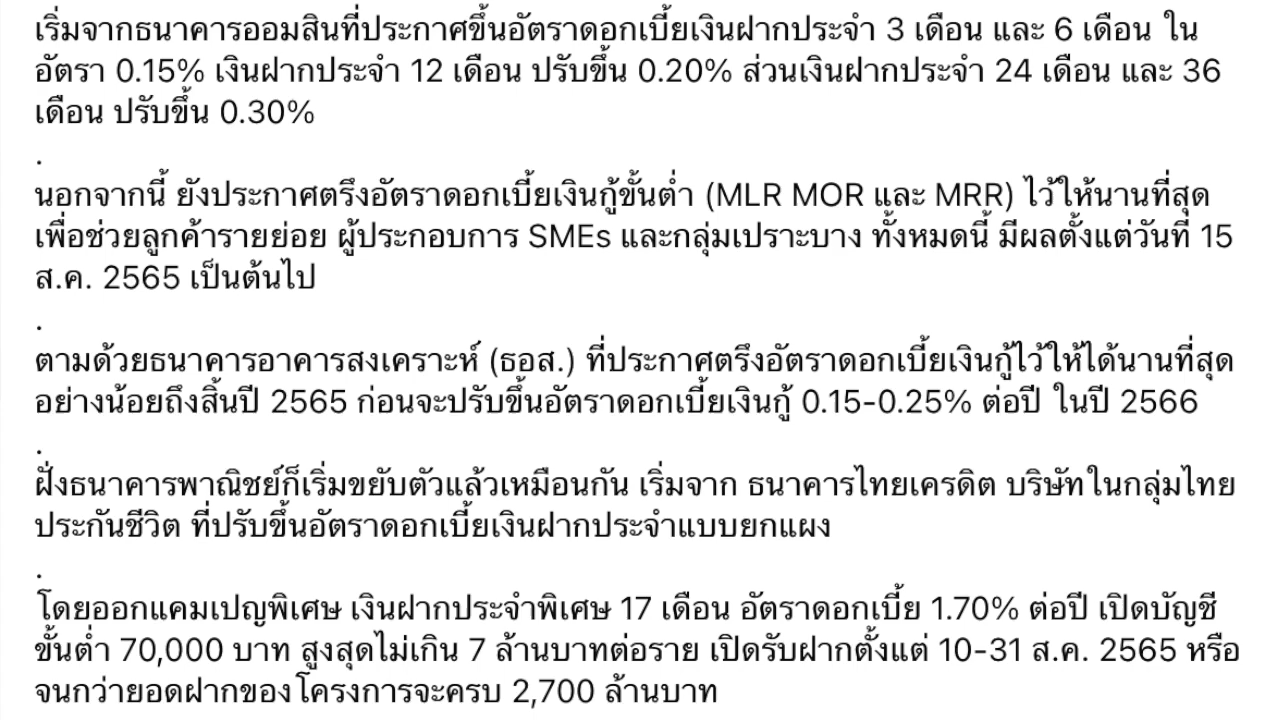 เริ่มจากธนาคารออมสินที่ประกาศขึ้นอัตราดอกเบี้ยเงินฝากประจำ 3 เดือน และ 6 เดือน ใน
อัตรา 0.15% เงินฝากประจำ 12 เดือน ปรับขึ้น 0.20% ส่วนเงินฝากประจำ 24 เดือน และ 36
เดือน ปรับขึ้น 0.30%
.
นอกจากนี้ ยังประกาศตรึงอัตราดอกเบี้ยเงินกู้ขั้นต่ำ (MLR MOR และ MRR) ไว้ให้นานที่สุด
เพื่อช่วยลูกค้ารายย่อย ผู้ประกอบการ SMEs และกลุ่มเปราะบาง ทั้งหมดนี้ มีผลตั้งแต่วันที่ 15
ส.ค. 2565 เป็นต้นไป
.
ตามด้วยธนาคารอาคารสงเคราะห์ (ธอส.) ที่ประกาศตรึงอัตราดอกเบี้ยเงินกู้ไว้ให้ได้นานที่สุด
อย่างน้อยถึงสิ้นปี 2565 ก่อนจะปรับขึ้นอัตราดอกเบี้ยเงินกู้ 0.15-0.25% ต่อปี ในปี 2566
.
ฝั่งธนาคารพาณิชย์ก็เริ่มขยับตัวแล้วเหมือนกัน เริ่มจาก ธนาคารไทยเครดิต บริษัทในกลุ่มไทย
ประกันชีวิต ที่ปรับขึ้นอัตราดอกเบี้ยเงินฝากประจำแบบยกแผง
.
โดยออกแคมเปญพิเศษ เงินฝากประจำพิเศษ 17 เดือน อัตราดอกเบี้ย 1.70% ต่อปี เปิดบัญชี
ขั้นต่ำ 70,000 บาท สูงสุดไม่เกิน 7 ล้านบาทต่อราย เปิดรับฝากตั้งแต่ 10-31 ส.ค. 2565 หรือ
จนกว่ายอดฝากของโครงการจะครบ 2,700 ล้านบาท